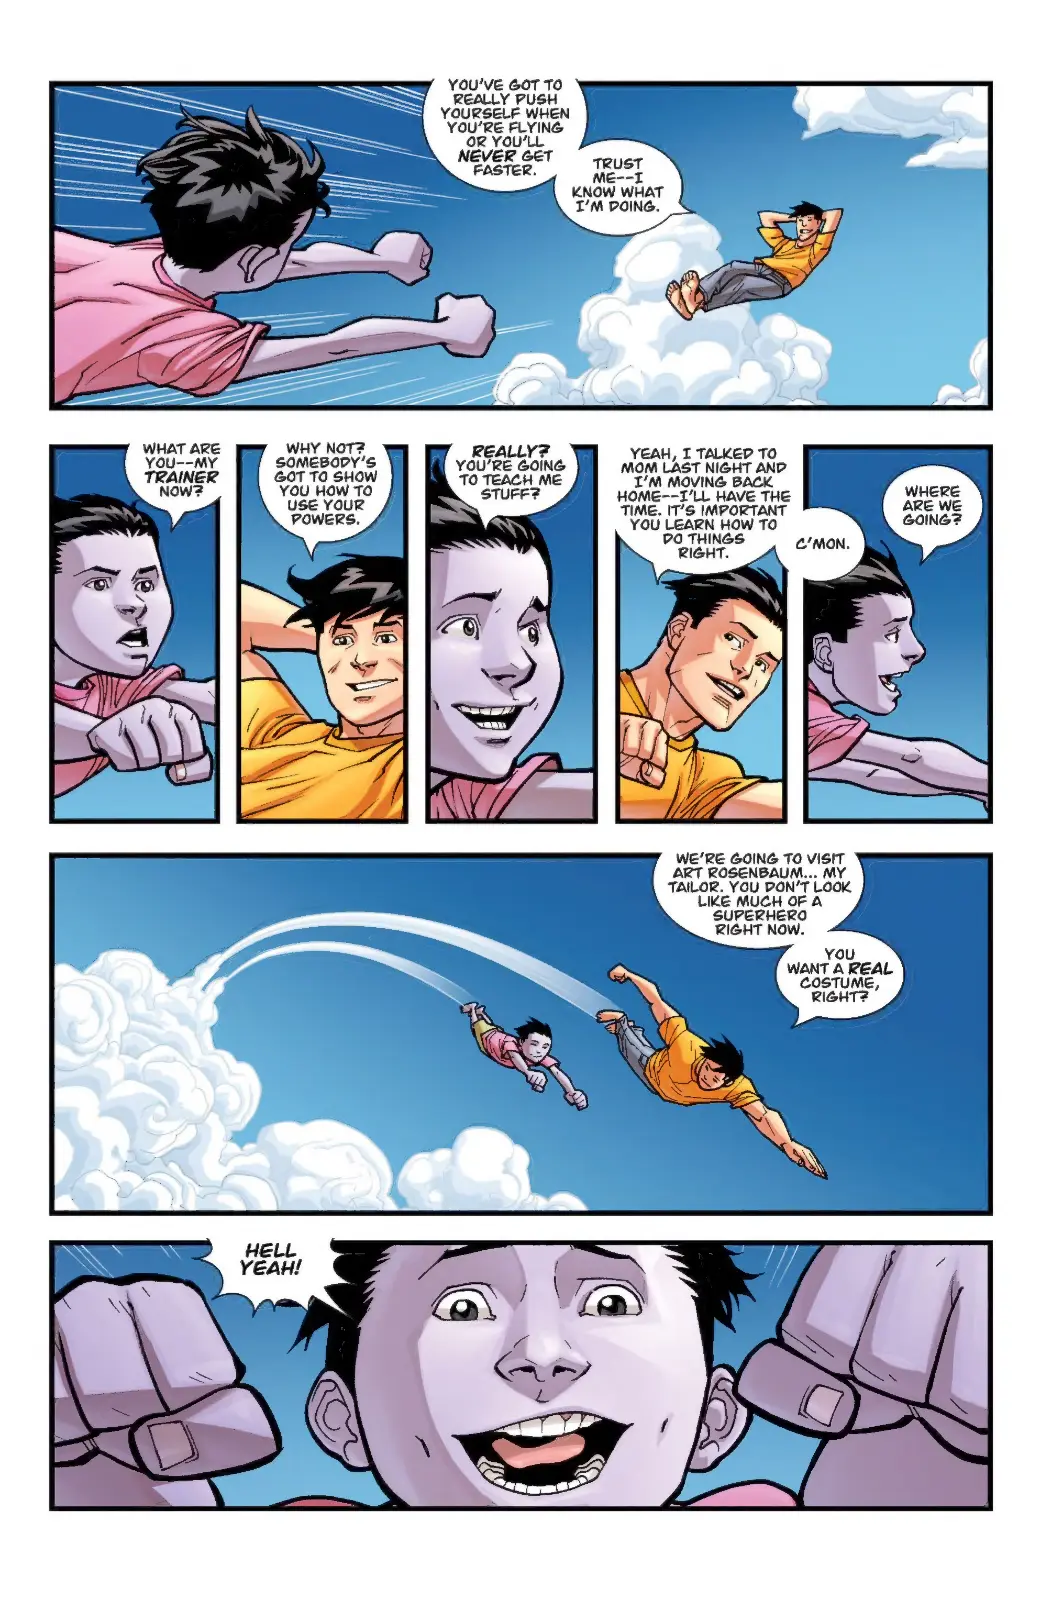 YOU'VE GOT TO
REALLY PUSH
YOURSELF WHEN
YOU'RE FLYING
OR YOU'LL
NEVER GET
FASTER.
TRUST
ME--I
KNOW WHAT
I'M DOING.
WHAT ARE
YOU--MY
TRAINER
NOW?
WHY NOT?
SOMEBODY'S
GOT TO SHOW
YOU HOW TO
USE YOUR
POWERS.
REALLY?
YOU'RE GOING
TO TEACH ME
STUFF?
YEAH, I TALKED TO
MOM LAST NIGHT AND
I'M MOVING BACK
HOME--I'LL HAVE THE
TIME. IT'S IMPORTANT
YOU LEARN HOW TO
DO THINGS
RIGHT.
C'MON.
WHERE
ARE WE
GOING?
WE'RE GOING TO VISIT
ART ROSENBAUM... MY
TAILOR. YOU DON'T LOOK
LIKE MUCH OF A
SUPERHERO
RIGHT NOW.
YOU
WANT A REAL
COSTUME,
RIGHT?
HELL
YEAH!